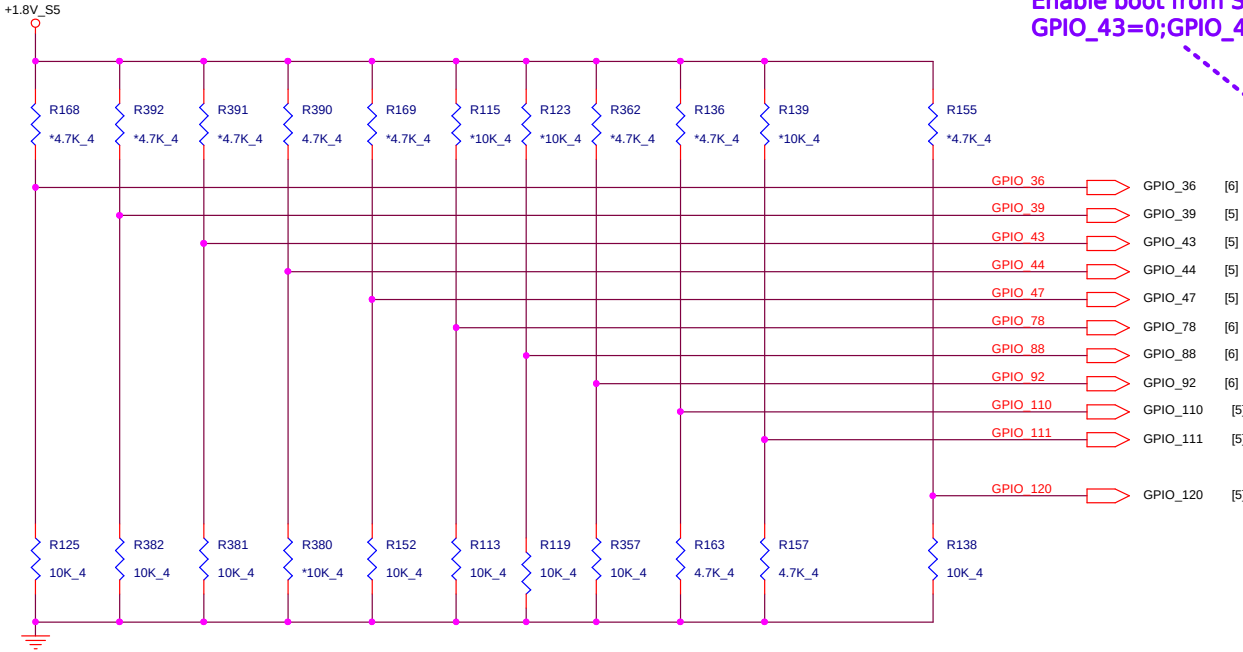 +1.8V_S5
Enable boot from S
GPIO_43=0;GPIO_4
R168 R392 R391 R390 R169 R115 R123 R362 R136 R139 R155
*4.7K_4 *4.7K_4 *4.7K_4 4.7K_4 *4.7K_4 *10K_4 *10K_4 *4.7K_4 *4.7K_4 *10K_4 *4.7K_4
GPIO_36 GPIO_36 [6]
GPIO_39 GPIO_39 [5]
GPIO_43 GPIO_43 [5]
GPIO_44 GPIO_44 [5]
GPIO_47 GPIO_47 [5]
GPIO_78 GPIO_78 [6]
GPIO_88 GPIO_88 [6]
GPIO_92 GPIO_92 [6]
GPIO_110 GPIO_110 [5]
GPIO_111 GPIO_111 [5]
GPIO_120 GPIO_120 [5]
R125 R382 R381 R380 R152 R113 R119 R357 R163 R157 R138
10K_4 10K_4 10K_4 *10K_4 10K_4 10K_4 10K_4 10K_4 4.7K_4 4.7K_4 10K_4